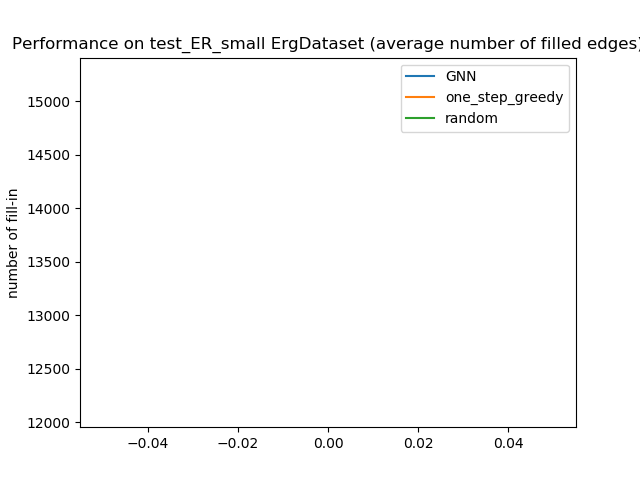 Performance on test_ER_small ErgDataset (average number of filled edges)
GNN
one_step_greedy
random
number of fill-in
15000
14500
14000
13500
13000
12500
12000
−0.04
−0.02
0.00
0.02
0.04